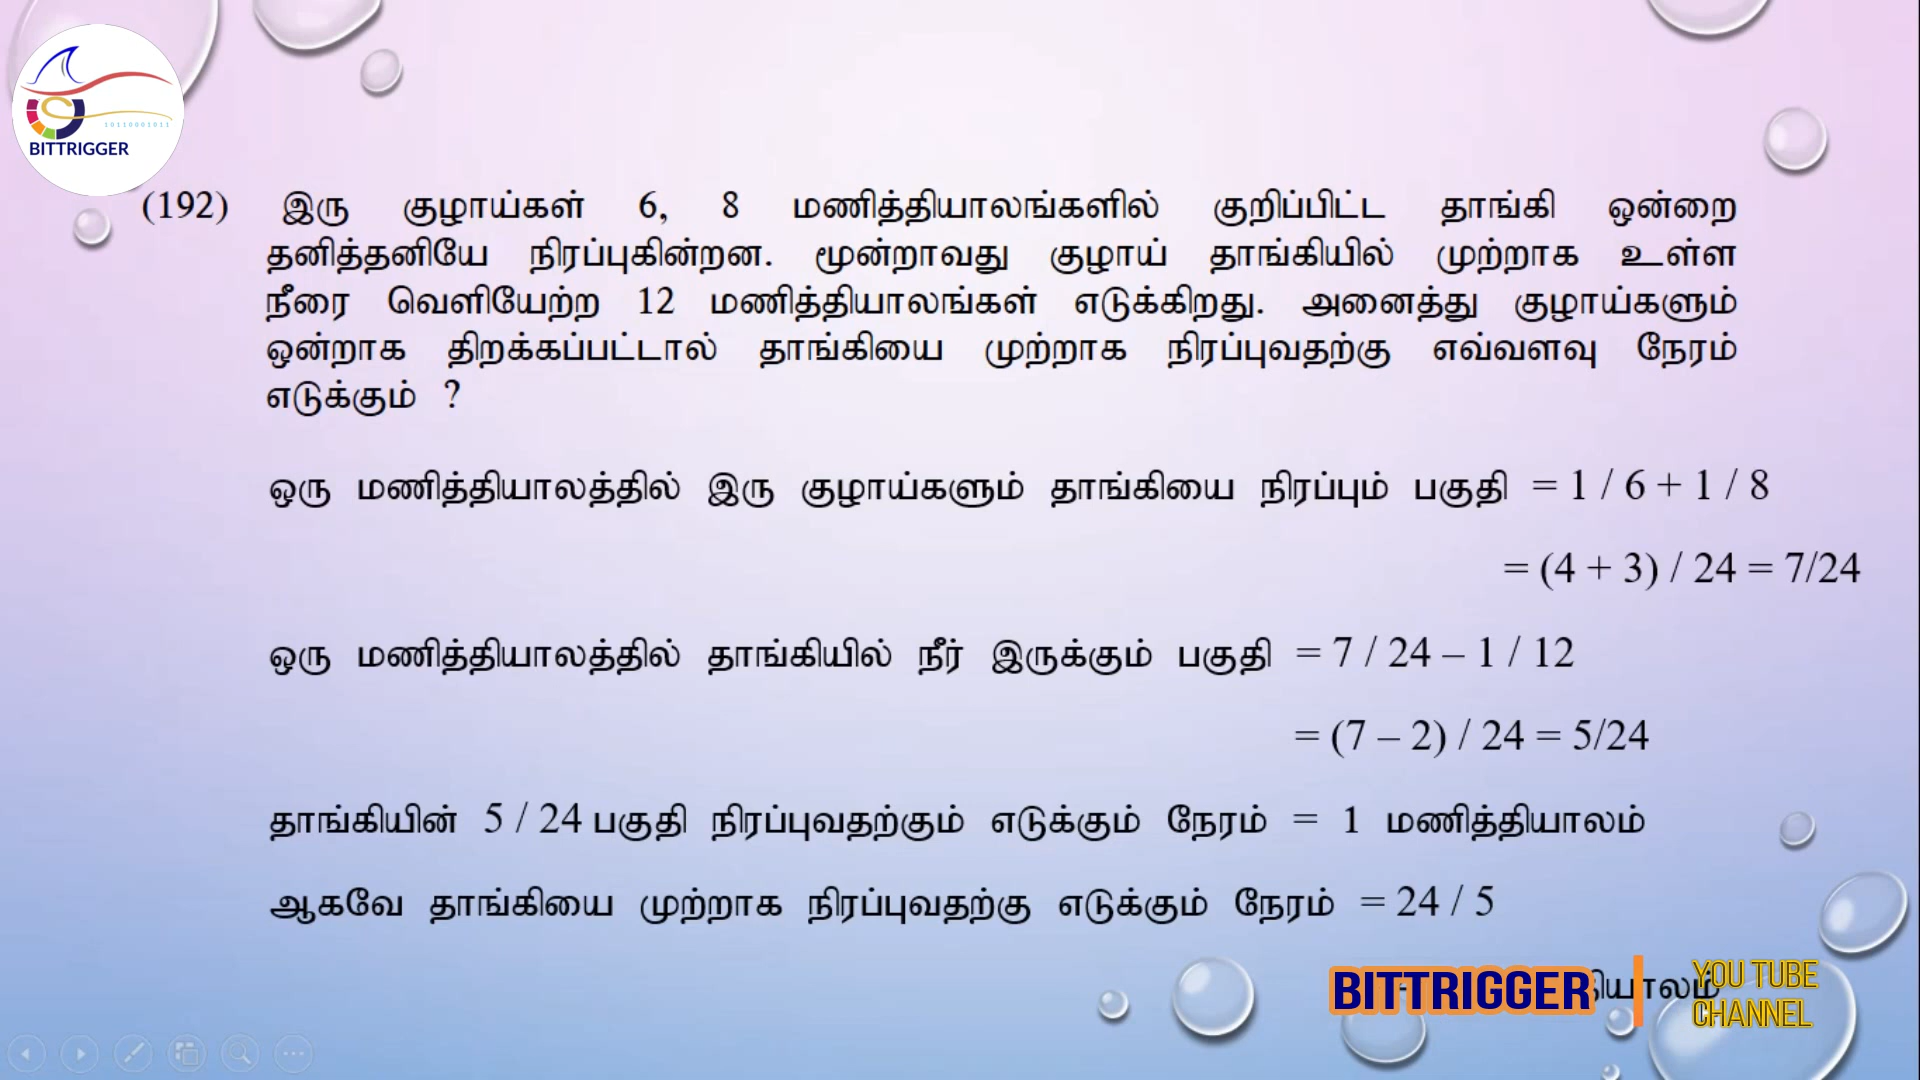 10110001011
BITTRIGGER
(192) இரு குழாய்கள் 6, 8 மணித்தியாலங்களில் குறிப்பிட்ட தாங்கி ஒன்றை
தனித்தனியே நிரப்புகின்றன. மூன்றாவது குழாய் தாங்கியில் முற்றாக உள்ள
நீரை வெளியேற்ற 12 மணித்தியாலங்கள் எடுக்கிறது. அனைத்து குழாய்களும்
ஒன்றாக திறக்கப்பட்டால் தாங்கியை முற்றாக நிரப்புவதற்கு எவ்வளவு நேரம்
எடுக்கும் ?
ஒரு மணித்தியாலத்தில் இரு குழாய்களும் தாங்கியை நிரப்பும் பகுதி = 1 / 6 + 1 / 8
= (4 + 3) / 24 = 7/24
ஒரு மணித்தியாலத்தில் தாங்கியில் நீர் இருக்கும் பகுதி = 7 / 24 – 1 / 12
= (7 – 2) / 24 = 5/24
தாங்கியின் 5 / 24 பகுதி நிரப்புவதற்கும் எடுக்கும் நேரம் = 1 மணித்தியாலம்
ஆகவே தாங்கியை முற்றாக நிரப்புவதற்கு எடுக்கும் நேரம் = 24 / 5
BITTRIGGER
YOU TUBE
CHANNEL